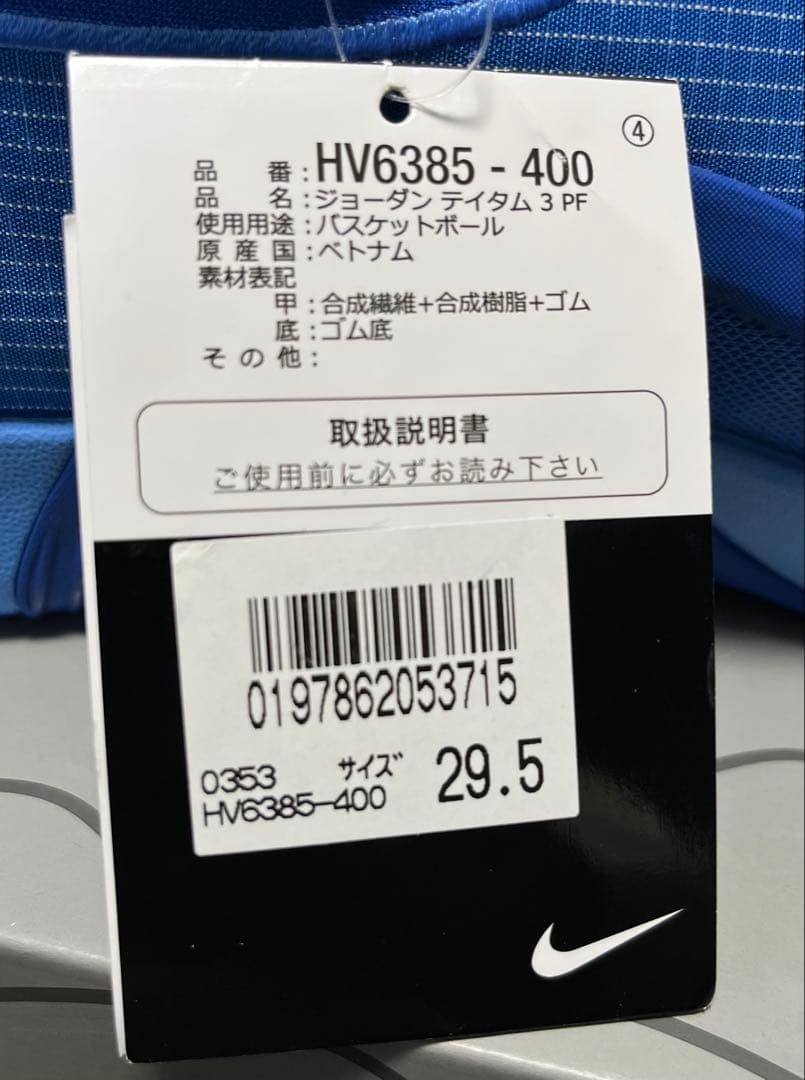 ④
品 番：HV6385 - 400
品 名：ジョーダン テイタム 3 PF
使用用途：バスケットボール
原 産 国：ベトナム
素材表記
甲：合成繊維+合成樹脂+ゴム
底：ゴム底
そ の 他：
取扱説明書
ご使用前に必ずお読み下さい
0197862053715
0353 サイズ 29.5
HV6385-400